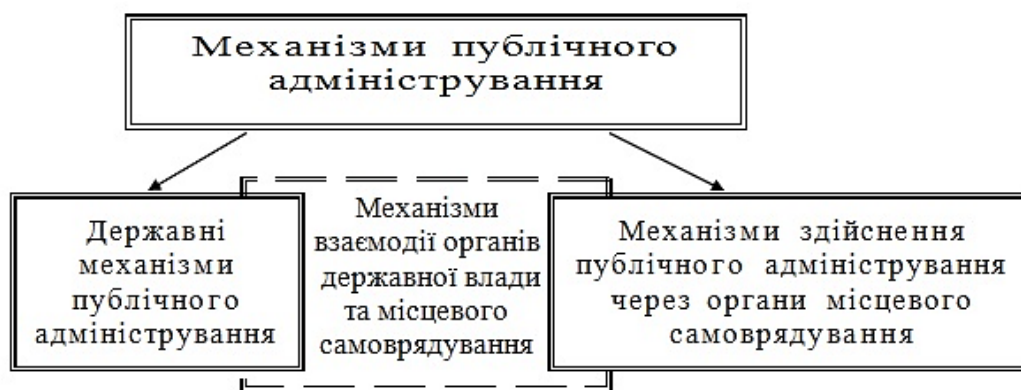 Механізми публічного
адміністрування
Державні
механізми
публічного
адміністрування
Механізми
взаємодії органів
державної влади
та місцевого
самоврядування
Механізми здійснення
публічного адміністрування
через органи місцевого
самоврядування